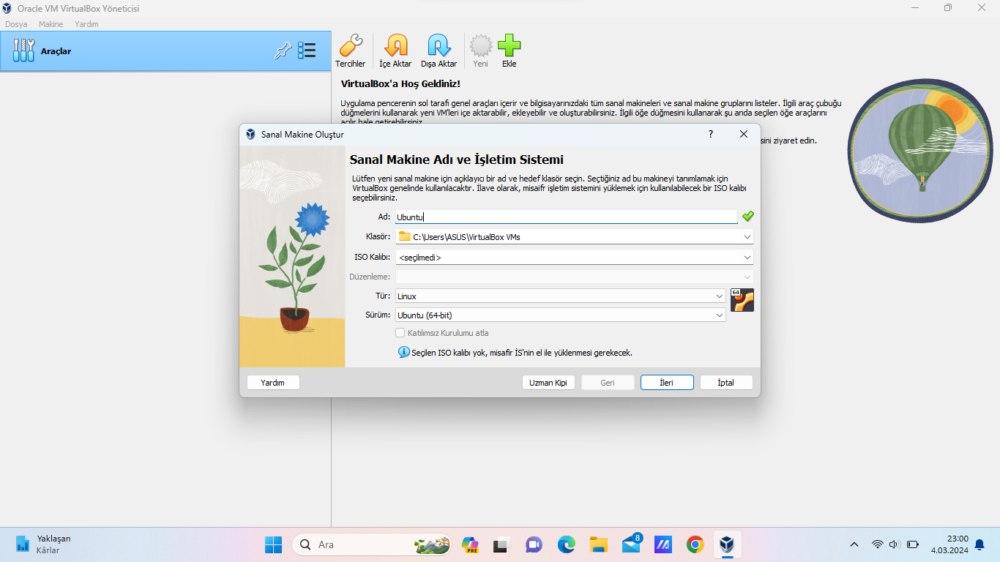 Oracle VM VirtualBox Yöneticisi
Dosya Makine Yardım
Araçlar
Tercihler İçe Aktar Dışa Aktar Yeni Ekle
VirtualBox'a Hoş Geldiniz!
Uygulama pencerenin sol tarafı genel araçları içerir ve bilgisayarınızdaki tüm sanal makineleri ve sanal makine gruplarını listeler. İlgili araç çubuğu
düğmelerini kullanarak yeni VM'leri içe aktarabilir, ekleyebilir ve oluşturabilirsiniz. İlgili öğe düğmesini kullanarak şu anda seçilen öğe araçlarını
açılır hale getirebilirsiniz.
sini ziyaret edin.
Sanal Makine Oluştur
?
Sanal Makine Adı ve İşletim Sistemi
Lütfen yeni sanal makine için açıklayıcı bir ad ve hedef klasör seçin. Seçtiğiniz ad bu makineyi tanımlamak için
VirtualBox genelinde kullanılacaktır. İlave olarak, misaifr işletim sistemini yüklemek için kullanılabilecek bir ISO kalıbı
seçebilirsiniz.
Ad: Ubuntu
Klasör: C:\Users\ASUS\VirtualBox VMs
ISO Kalıbı: <seçilmedi>
Düzenleme:
Tür: Linux
64
Sürüm: Ubuntu (64-bit)
Katılımsız Kurulumu atla
Seçilen ISO kalıbı yok, misafir İS'nin el ile yüklenmesi gerekecek.
Yardım Uzman Kipi Geri İleri İptal
Yaklaşan
Kârlar
Ara
PRE
8
23:00
4.03.2024